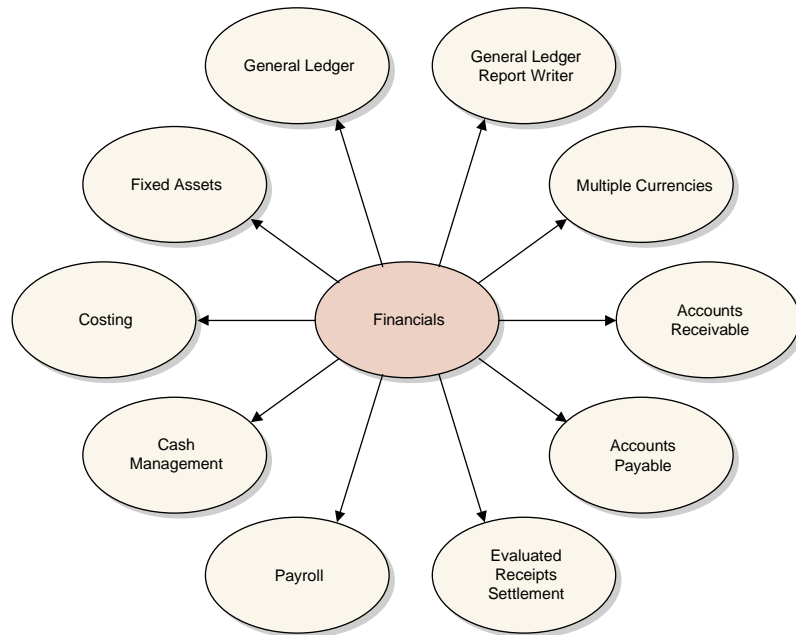 General Ledger
General Ledger
Report Writer
Fixed Assets
Multiple Currencies
Costing
Financials
Accounts
Receivable
Cash
Management
Accounts
Payable
Payroll
Evaluated
Receipts
Settlement